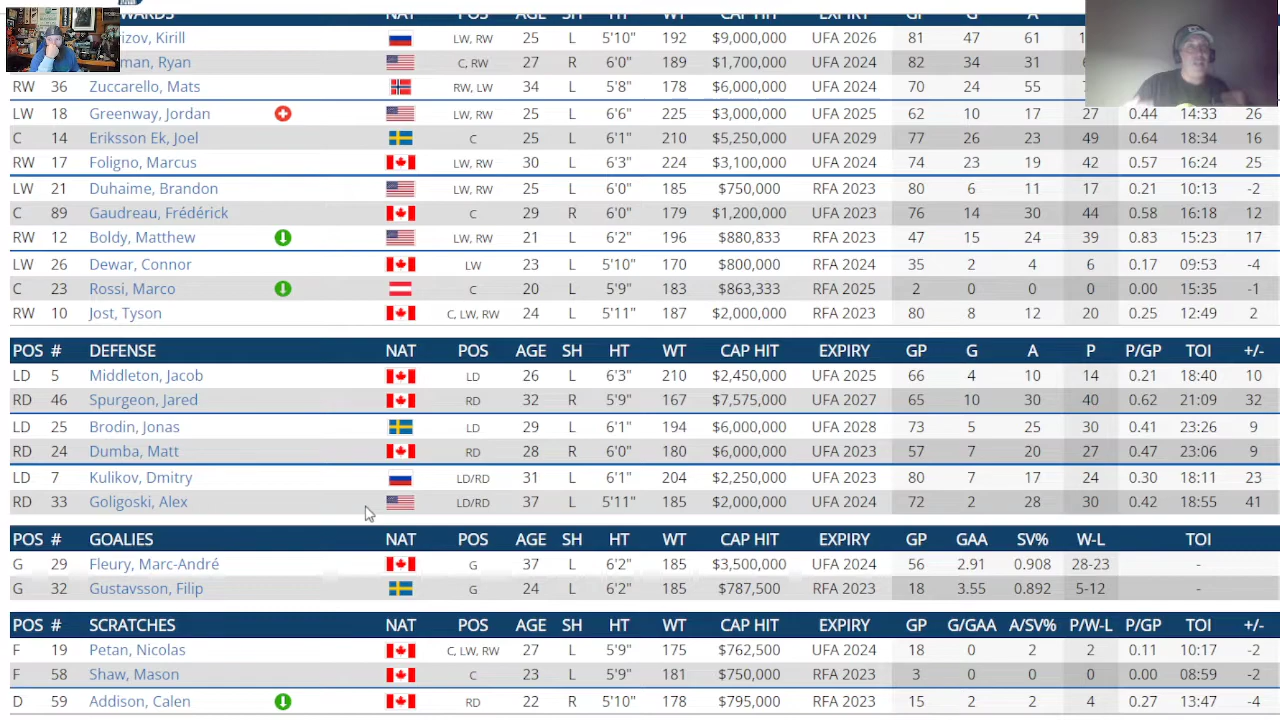 NAT POS AGE SH HT WT CAP HIT EXPIRY GP G A
Kirill LW, RW 25 5'10" $9,000,000 UFA 2026 81 47 61
Ryan C, RW 27 6'0" $1,700,000 UFA 2024 82 34 31
RW 36 Zuccarello, Mats RW, LW 34 L 5'8" 178 $6,000,000 UFA 2024 70 24 55
LW 18 Greenway, Jordan LW, RW 25 L 6'6" 225 $3,000,000 UFA 2025 62 10 17 27 0.44 14:33 26
C 14 Eriksson Ek, Joel C 25 L 6'1" 210 $5,250,000 UFA 2029 77 26 23 49 0.64 18:34 16
RW 17 Foligno, Marcus LW, RW 30 L 6'3" 224 $3,100,000 UFA 2024 74 23 19 42 0.57 16:24 25
LW 21 Duhaime, Brandon LW, RW 25 L 6'0" 185 $750,000 RFA 2023 80 6 11 17 0.21 10:13 -2
C 89 Gaudreau, Frédérick C 29 R 6'0" 179 $1,200,000 UFA 2023 76 14 30 44 0.58 16:18 12
RW 12 Boldy, Matthew LW, RW 21 L 6'2" 196 $880,833 RFA 2023 47 15 24 39 0.83 15:23 17
LW 26 Dewar, Connor LW 23 L 5'10" 170 $800,000 RFA 2024 35 2 4 6 0.17 09:53 -4
C 23 Rossi, Marco C 20 L 5'9" 183 $863,333 RFA 2025 2 0 0 0 0.00 15:35 -1
RW 10 Jost, Tyson C, LW, RW 24 L 5'11" 187 $2,000,000 RFA 2023 80 8 12 20 0.25 12:49 2
POS # DEFENSE NAT POS AGE SH HT WT CAP HIT EXPIRY GP G A P P/GP TOI +/-
LD 5 Middleton, Jacob LD 26 L 6'3" 210 $2,450,000 UFA 2025 66 4 10 14 0.21 18:40 10
RD 46 Spurgeon, Jared RD 32 R 5'9" 167 $7,575,000 UFA 2027 65 10 30 40 0.62 21:09 32
LD 25 Brodin, Jonas LD 29 L 6'1" 194 $6,000,000 UFA 2028 73 5 25 30 0.41 23:26 9
RD 24 Dumba, Matt RD 28 R 6'0" 180 $6,000,000 UFA 2023 57 7 20 27 0.47 23:06 9
LD 7 Kulikov, Dmitry LD/RD 31 L 6'1" 204 $2,250,000 UFA 2023 80 7 17 24 0.30 18:11 23
RD 33 Goligoski, Alex LD/RD 37 L 5'11" $2,000,000 UFA 2024 72 2 28 30 0.42 18:55 41
POS # GOALIES NAT POS AGE SH HT WT CAP HIT EXPIRY GP GAA SV% W-L TOI
G 29 Fleury, Marc-André G 37 L 6'2" 185 $3,500,000 UFA 2024 56 2.91 0.908 28-23 -
G 32 Gustavsson, Filip G 24 L 6'2" 185 $787,500 RFA 2023 18 3.55 0.892 5-12 -
POS # SCRATCHES NAT POS AGE SH HT WT CAP HIT EXPIRY GP G/GAA A/SV% P/W-L P/GP TOI +/-
F 19 Petan, Nicolas C, LW, RW 27 L 5'9" 175 $762,500 UFA 2024 18 0 2 2 0.11 10:17 -2
F 58 Shaw, Mason C 23 L 5'9" 181 $750,000 RFA 2023 3 0 0 0 0.00 08:59 -2
D 59 Addison, Calen RD 22 R 5'10" 178 $795,000 RFA 2023 15 2 2 4 0.27 13:47 -4